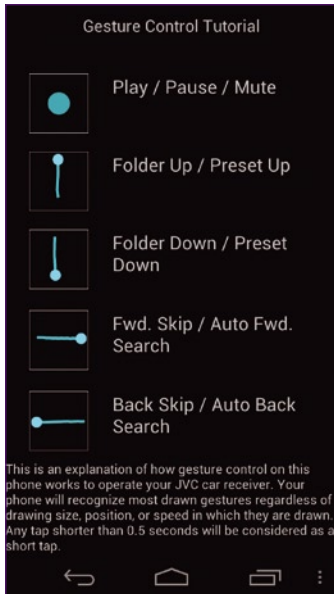 Gesture Control Tutorial
Play / Pause / Mute
Folder Up / Preset Up
Folder Down / Preset
Down
Fwd. Skip / Auto Fwd.
Search
Back Skip / Auto Back
Search
This is an explanation of how gesture control on this
phone works to operate your JVC car receiver. Your
phone will recognize most drawn gestures regardless of
drawing size, position, or speed in which they are drawn.
Any tap shorter than 0.5 seconds will be considered as a
short tap.